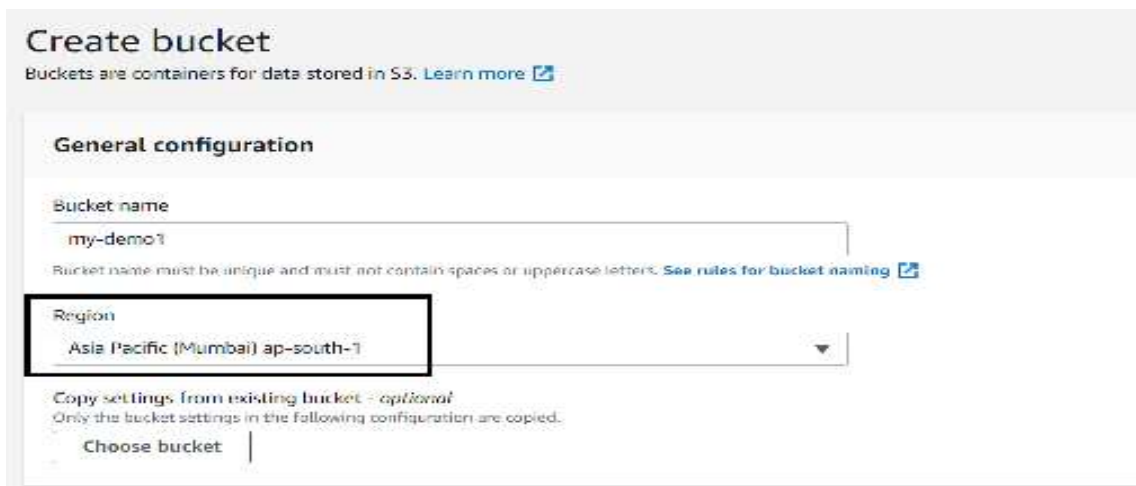 Create bucket
Buckets are containers for data stored in S3. Learn more
General configuration
Bucket name
my-demo1
Bucket name must be unique and must not contain spaces or uppercase letters. See rules for bucket naming
Region
Asia Pacific (Mumbai) ap-south-1
Copy settings from existing bucket - optional
Only the bucket settings in the following configuration are copied.
Choose bucket